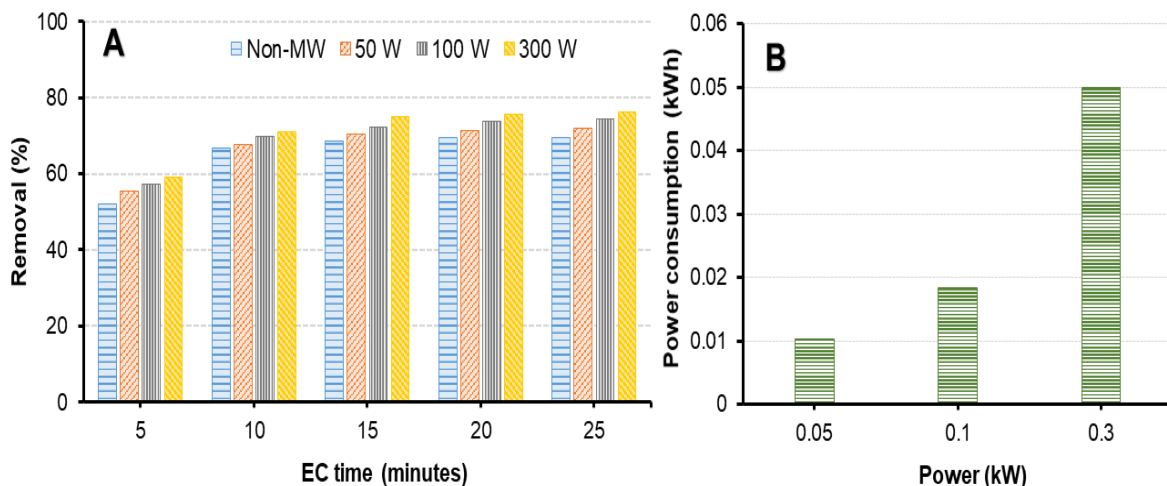 A
Non-MW 50 W 100 W 300 W
Removal (%)
100
80
60
40
20
0
5 10 15 20 25
EC time (minutes)
B
Power consumption (kWh)
0.06
0.05
0.04
0.03
0.02
0.01
0
0.05 0.1 0.3
Power (kW)